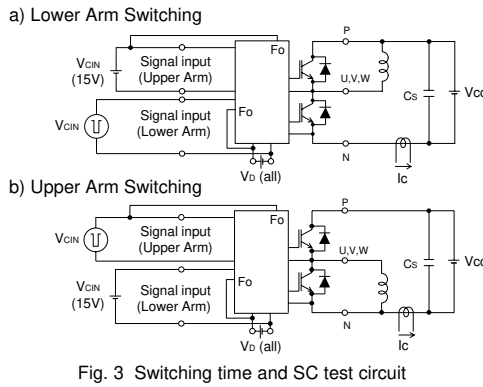 a) Lower Arm Switching
P
Fo
VCIN
(15V)
Signal input
(Upper Arm)
U,V,W
CS
Vcc
Signal input
(Lower Arm)
Fo
VCIN
N
Ic
VD (all)
b) Upper Arm Switching
P
Fo
VCIN
Signal input
(Upper Arm)
U,V,W
CS
Vcc
VCIN
(15V)
Signal input
(Lower Arm)
Fo
N
Ic
VD (all)
Fig. 3 Switching time and SC test circuit